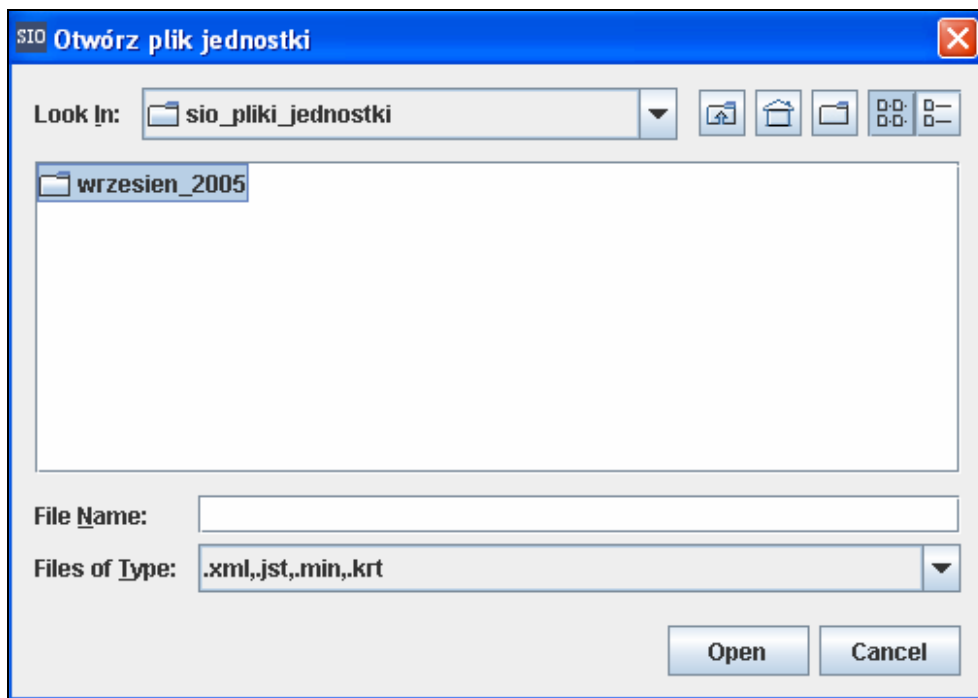 SIO Otwórz plik jednostki
Look In: sio_pliki_jednostki
wrzesien_2005
File Name:
Files of Type: .xml,.jst,.min,.krt
Open Cancel